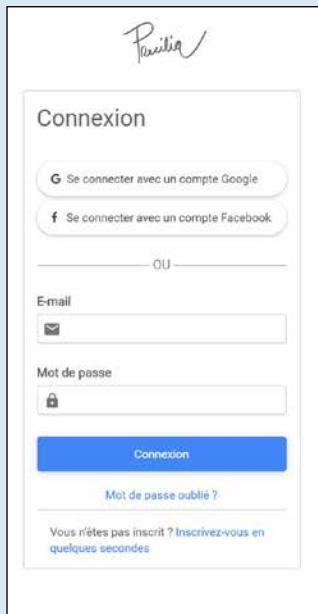 Pacilia
Connexion
G Se connecter avec un compte Google
f Se connecter avec un compte Facebook
OU
E-mail
Mot de passe
Connexion
Mot de passe oublié ?
Vous n'êtes pas inscrit ? Inscrivez-vous en
quelques secondes